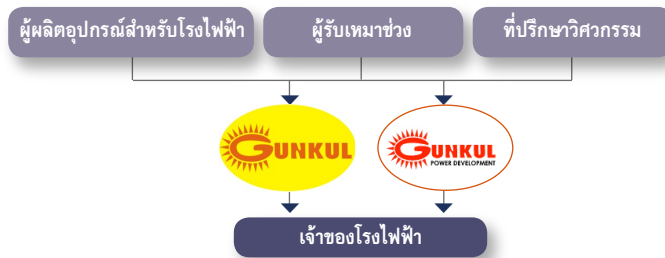 ผู้ผลิตอุปกรณ์สำหรับโรงไฟฟ้า
ผู้รับเหมาช่วง
ที่ปรึกษาวิศวกรรม
GUNKUL
GUNKUL
POWER DEVELOPMENT
เจ้าของโรงไฟฟ้า